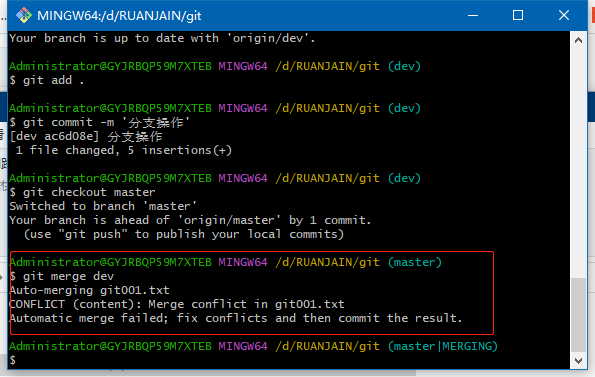 MINGW64:/d/RUANJAIN/git
Your branch is up to date with 'origin/dev'.
Administrator@GYJRBQP59M7XTEB MINGW64 /d/RUANJAIN/git (dev)
$ git add .
Administrator@GYJRBQP59M7XTEB MINGW64 /d/RUANJAIN/git (dev)
$ git commit -m '分支操作'
[dev ac6d08e] 分支操作
1 file changed, 5 insertions(+)
Administrator@GYJRBQP59M7XTEB MINGW64 /d/RUANJAIN/git (dev)
$ git checkout master
Switched to branch 'master'
Your branch is ahead of 'origin/master' by 1 commit.
(use "git push" to publish your local commits)
Administrator@GYJRBQP59M7XTEB MINGW64 /d/RUANJAIN/git (master)
$ git merge dev
Auto-merging git001.txt
CONFLICT (content): Merge conflict in git001.txt
Automatic merge failed; fix conflicts and then commit the result.
Administrator@GYJRBQP59M7XTEB MINGW64 /d/RUANJAIN/git (master|MERGING)
$